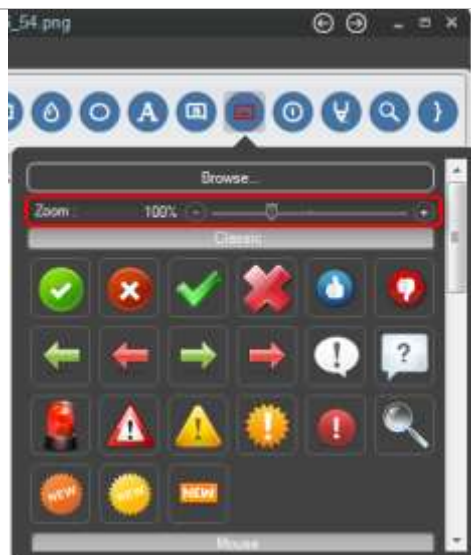 _54.png
A
Browse...
Zoom : 100%
Classic
NEW NEW NEW
Mouse